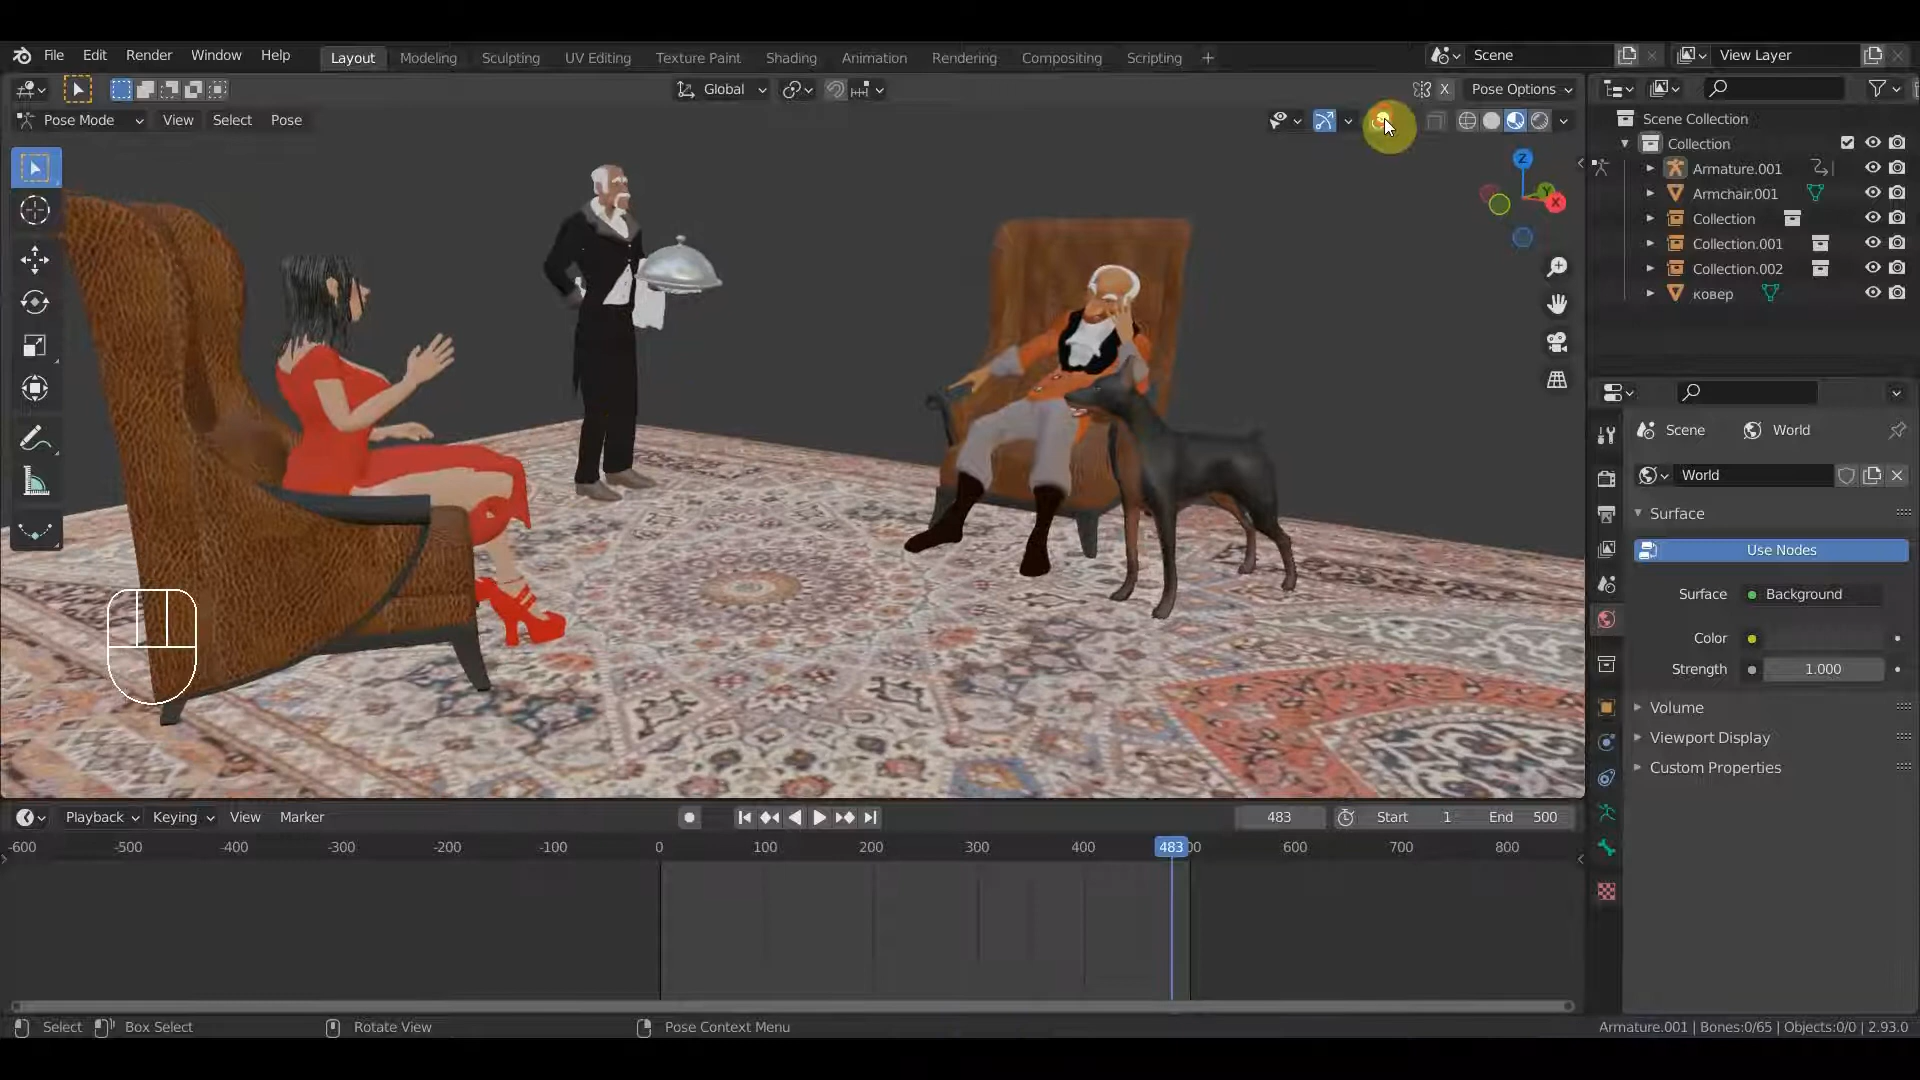 File Edit Render Window Help Layout Modeling Sculpting UV Editing Texture Paint Shading Animation Rendering Compositing Scripting + Scene View Layer
Global X Pose Options
Pose Mode View Select Pose
Scene Collection
Collection
Armature.001
Armchair.001
Collection
Collection.001
Collection.002
ковер
Z
Y
X
Scene World
World
Surface
Use Nodes
Surface Background
Color
Strength 1.000
Volume
Viewport Display
Custom Properties
Playback Keying View Marker 483 Start 1 End 500
-600 -500 -400 -300 -200 -100 0 100 200 300 400 483 00 600 700 800
Select Box Select Rotate View Pose Context Menu Armature.001 | Bones:0/65 | Objects:0/0 | 2.93.0